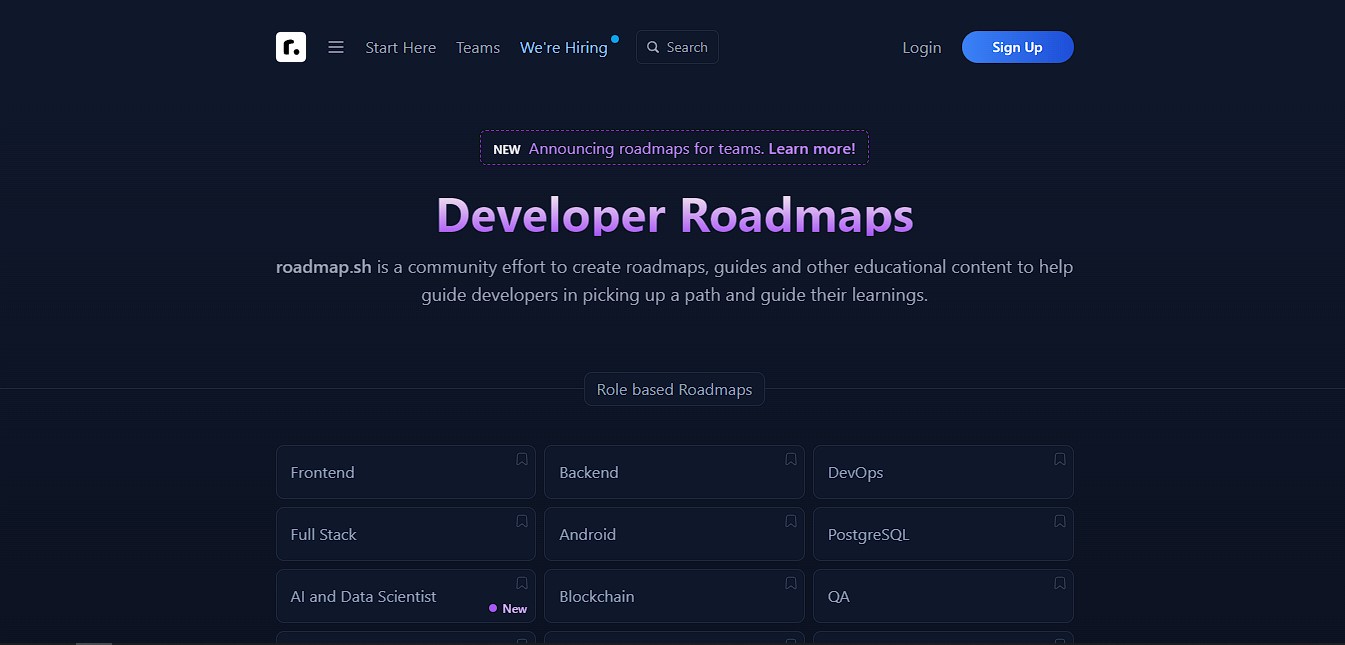 r.
Start Here Teams We're Hiring Search Login Sign Up
NEW Announcing roadmaps for teams. Learn more!
Developer Roadmaps
roadmap.sh is a community effort to create roadmaps, guides and other educational content to help
guide developers in picking up a path and guide their learnings.
Role based Roadmaps
Frontend Backend DevOps
Full Stack Android PostgreSQL
AI and Data Scientist New Blockchain QA